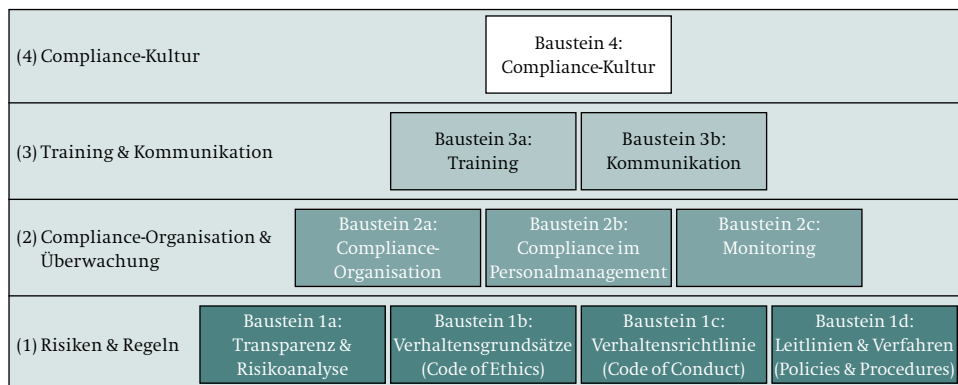 (4) Compliance-Kultur
Baustein 4:
Compliance-Kultur
(3) Training & Kommunikation
Baustein 3a:
Training
Baustein 3b:
Kommunikation
(2) Compliance-Organisation &
Überwachung
Baustein 2a:
Compliance-
Organisation
Baustein 2b:
Compliance im
Personalmanagement
Baustein 2c:
Monitoring
(1) Risiken & Regeln
Baustein 1a:
Transparenz &
Risikoanalyse
Baustein 1b:
Verhaltensgrundsätze
(Code of Ethics)
Baustein 1c:
Verhaltensrichtlinie
(Code of Conduct)
Baustein 1d:
Leitlinien & Verfahren
(Policies & Procedures)